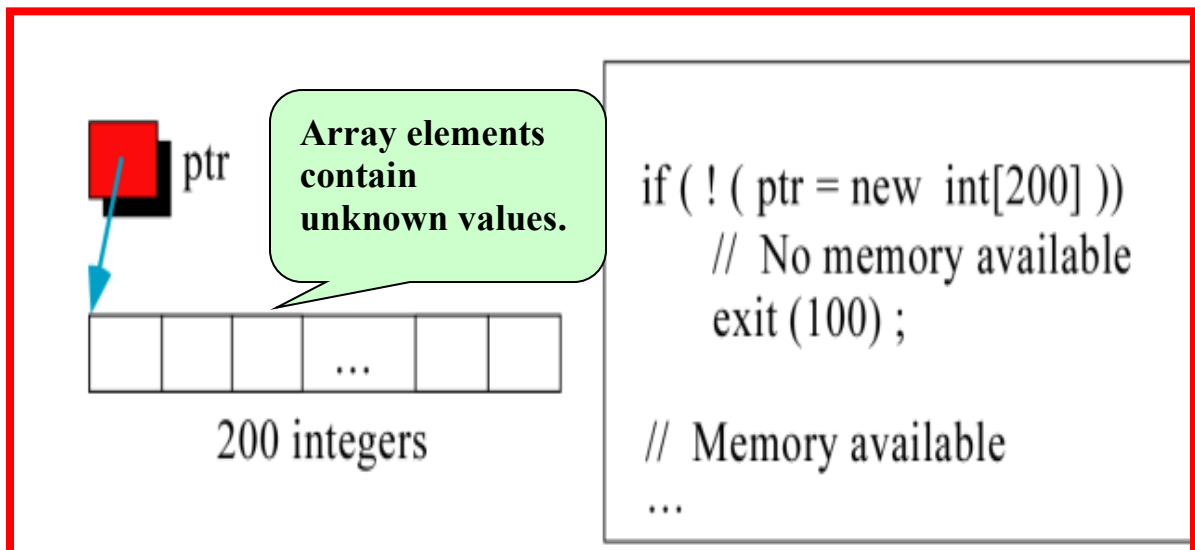 ptr
Array elements
contain
unknown values.
...
200 integers
if ( ! ( ptr = new int[200] ))
// No memory available
exit (100) ;
// Memory available
...